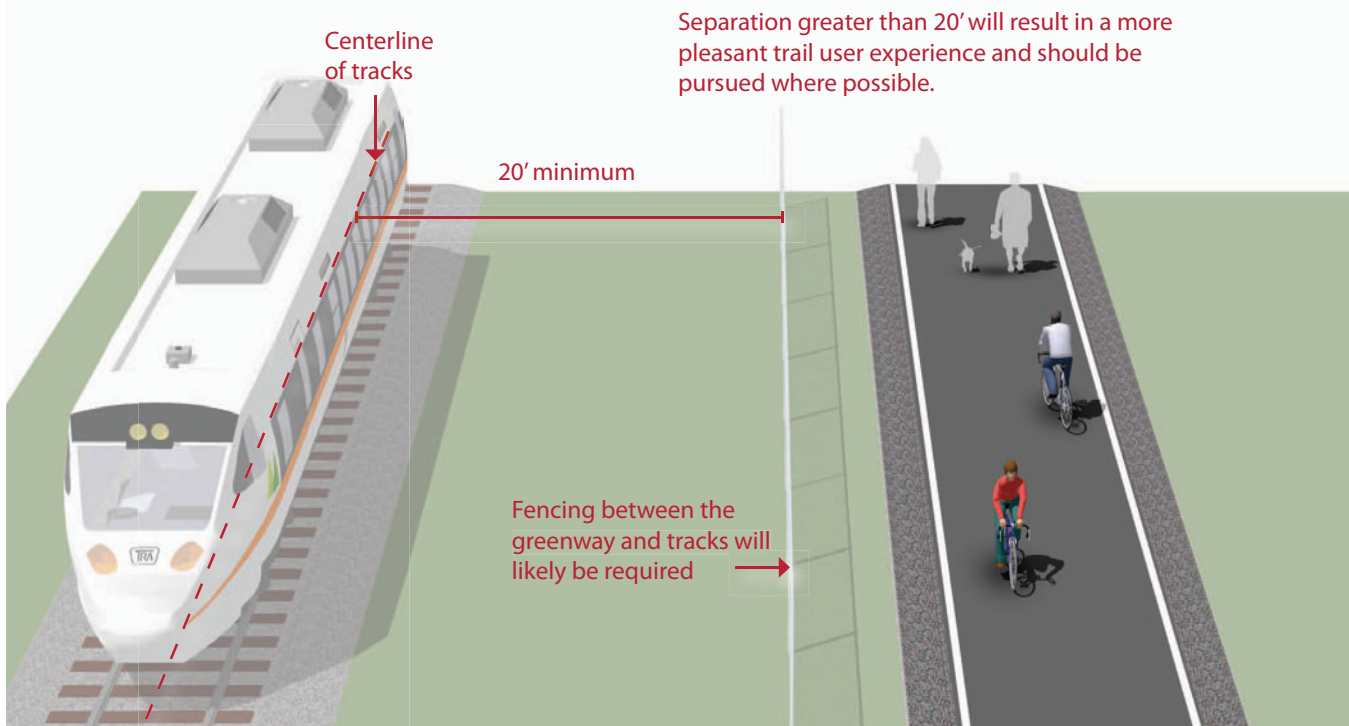 Centerline
of tracks
Separation greater than 20’ will result in a more
pleasant trail user experience and should be
pursued where possible.
20’ minimum
Fencing between the
greenway and tracks will
likely be required
TRA